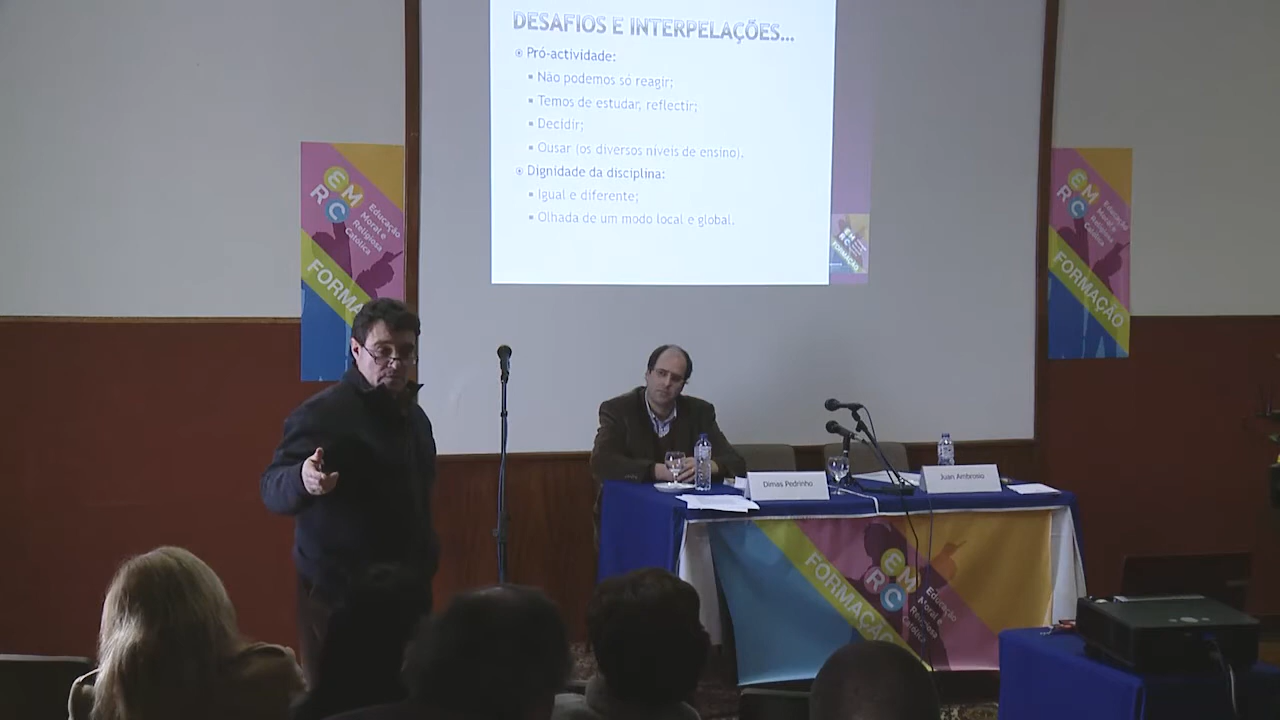 DESAFIOS E INTERPELAÇÕES...
Pró-actividade:
Não podemos só reagir;
Temos de estudar, reflectir;
Decidir;
Ousar (os diversos níveis de ensino).
Dignidade da disciplina:
Igual e diferente;
Olhada de um modo local e global.
EMRC
Educação
Moral e
Religiosa
Católica
FORMA
EMRC
Educação
Moral e
Religiosa
Católica
FORMAÇÃO
EMRC
FORMAÇÃO
Dimas Pedrinho
Juan Ambrosio
FORMAÇÃO
EMRC
Educação
Moral e
Religiosa
Católica